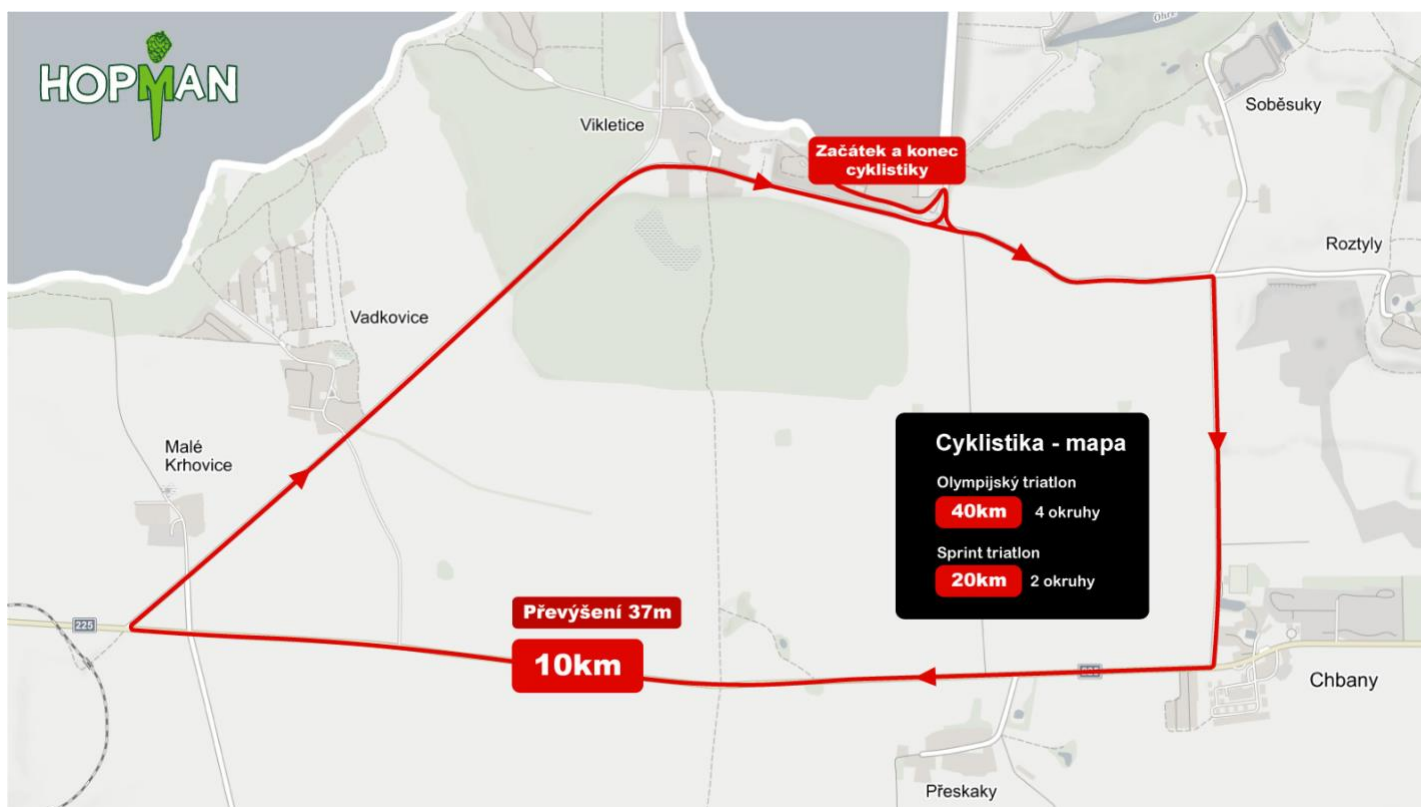 HOPMAN
Ohře
Soběsuky
Vikletice
Začátek a konec
cyklistiky
Roztyly
Vadkovice
Malé
Krhovice
Cyklistika - mapa
Olympijský triatlon
40km 4 okruhy
Sprint triatlon
20km 2 okruhy
Převýšení 37m
225
10km
Chbany
Přeskaky